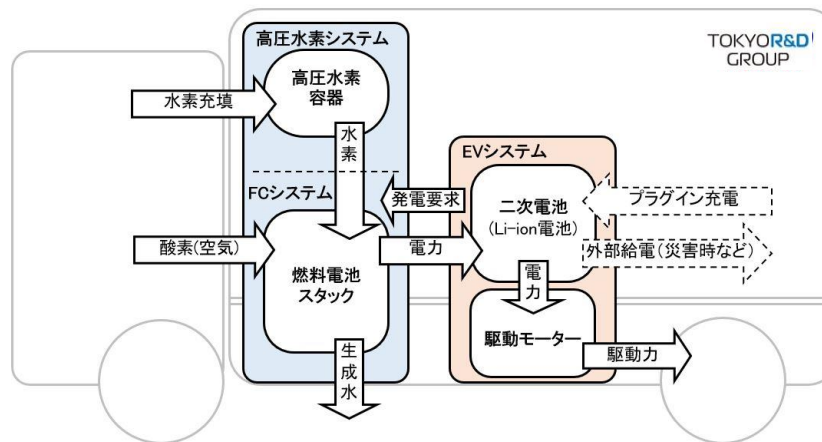 TOKYOR&D
GROUP
高圧水素システム
高圧水素
容器
水素充填
水素
EVシステム
FCシステム
発電要求
二次電池
(Li-ion電池)
プラグイン充電
酸素(空気)
電力
外部給電(災害時など)
燃料電池
スタック
電力
駆動モーター
駆動力
生成水